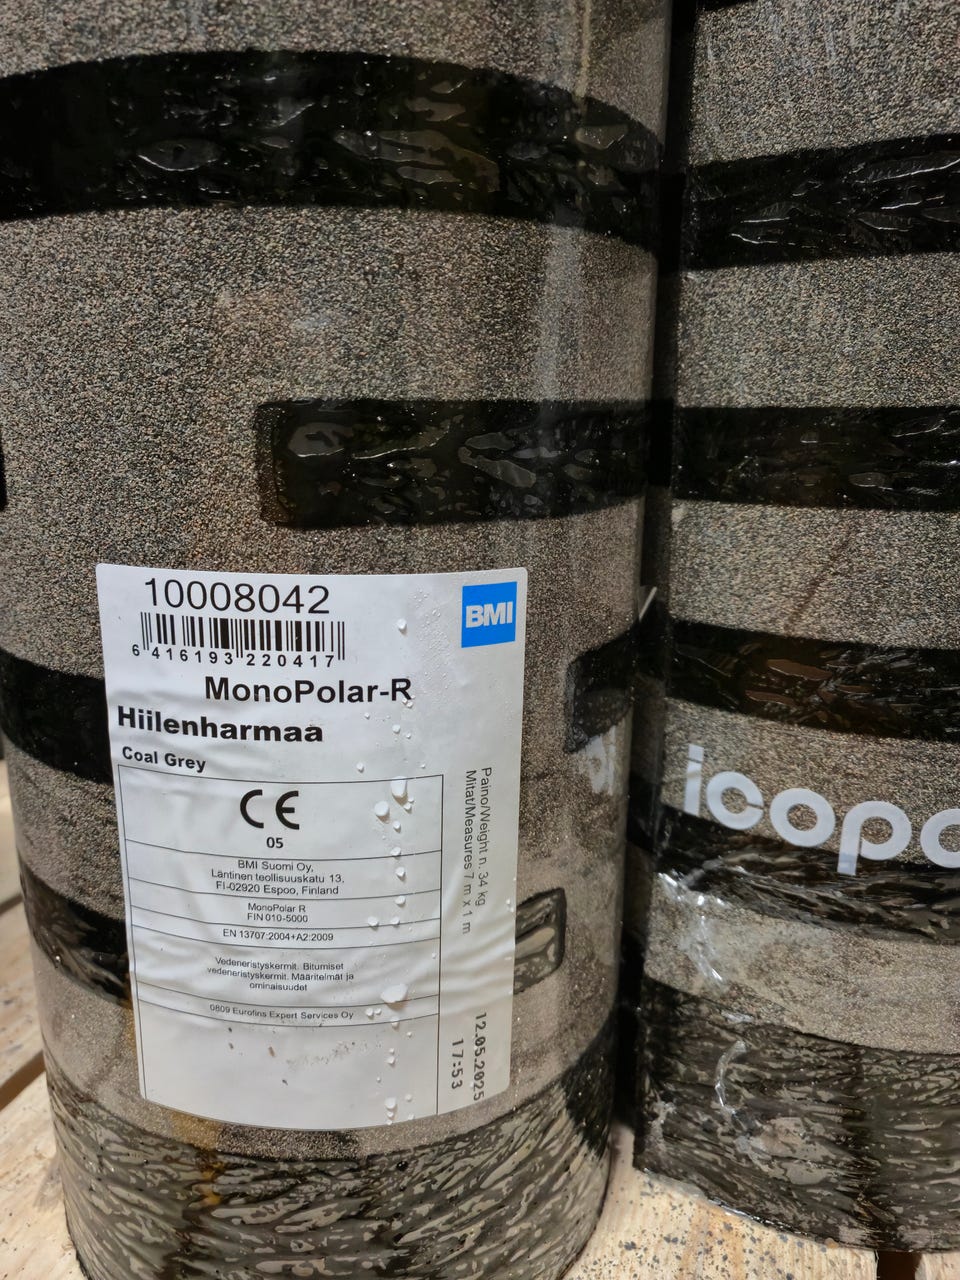 10008042
BMI
6 416193 220417
MonoPolar-R
Hiilenharmaa
Coal Grey
CE
05
BMI Suomi Oy,
Läntinen teollisuuskatu 13,
FI-02920 Espoo, Finland
MonoPolar R
FIN 010-5000
EN 13707:2004+A2:2009
Vedeneristyskermit. Bitumiset
vedeneristyskermit. Määritelmät ja
ominaisuudet
0809 Eurofins Expert Services Oy
Paino/Weight n. 34 kg
Mitat/Measures 7 m x 1 m
12.05.2025
17:53
icopo